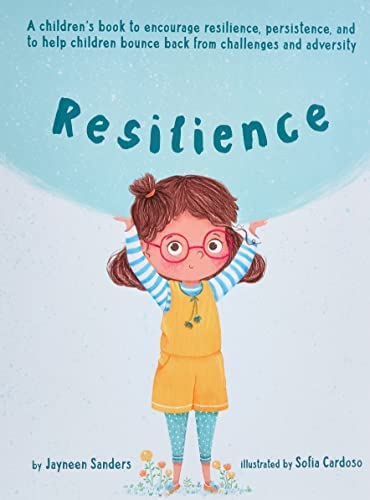 A children's book to encourage resilience, persistence, and
to help children bounce back from challenges and adversity
Resilience
by Jayneen Sanders
illustrated by Sofia Cardoso